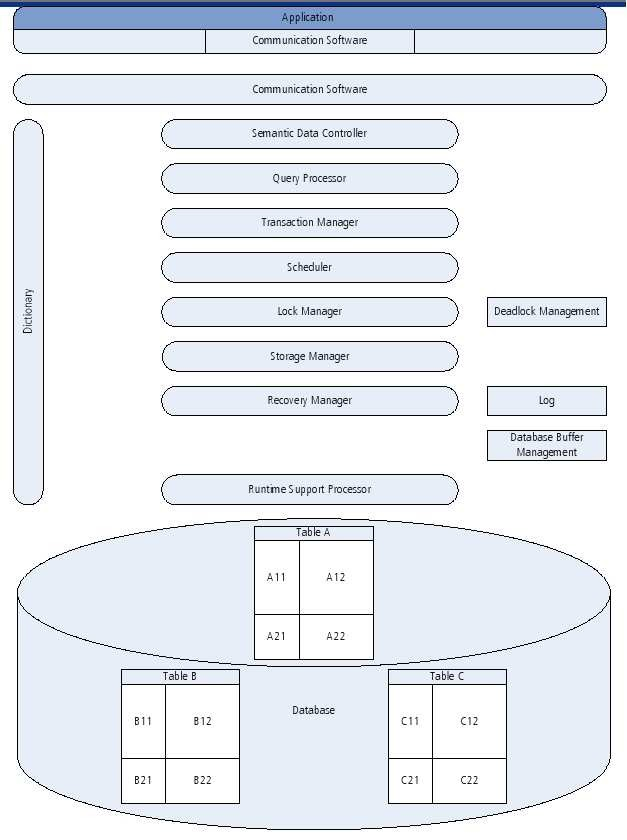 Application
Communication Software
Communication Software
Dictionary
Semantic Data Controller
Query Processor
Transaction Manager
Scheduler
Lock Manager
Deadlock Management
Storage Manager
Recovery Manager
Log
Database Buffer
Management
Runtime Support Processor
Table A
A11 A12
A21 A22
Table B
B11 B12
B21 B22
Database
Table C
C11 C12
C21 C22